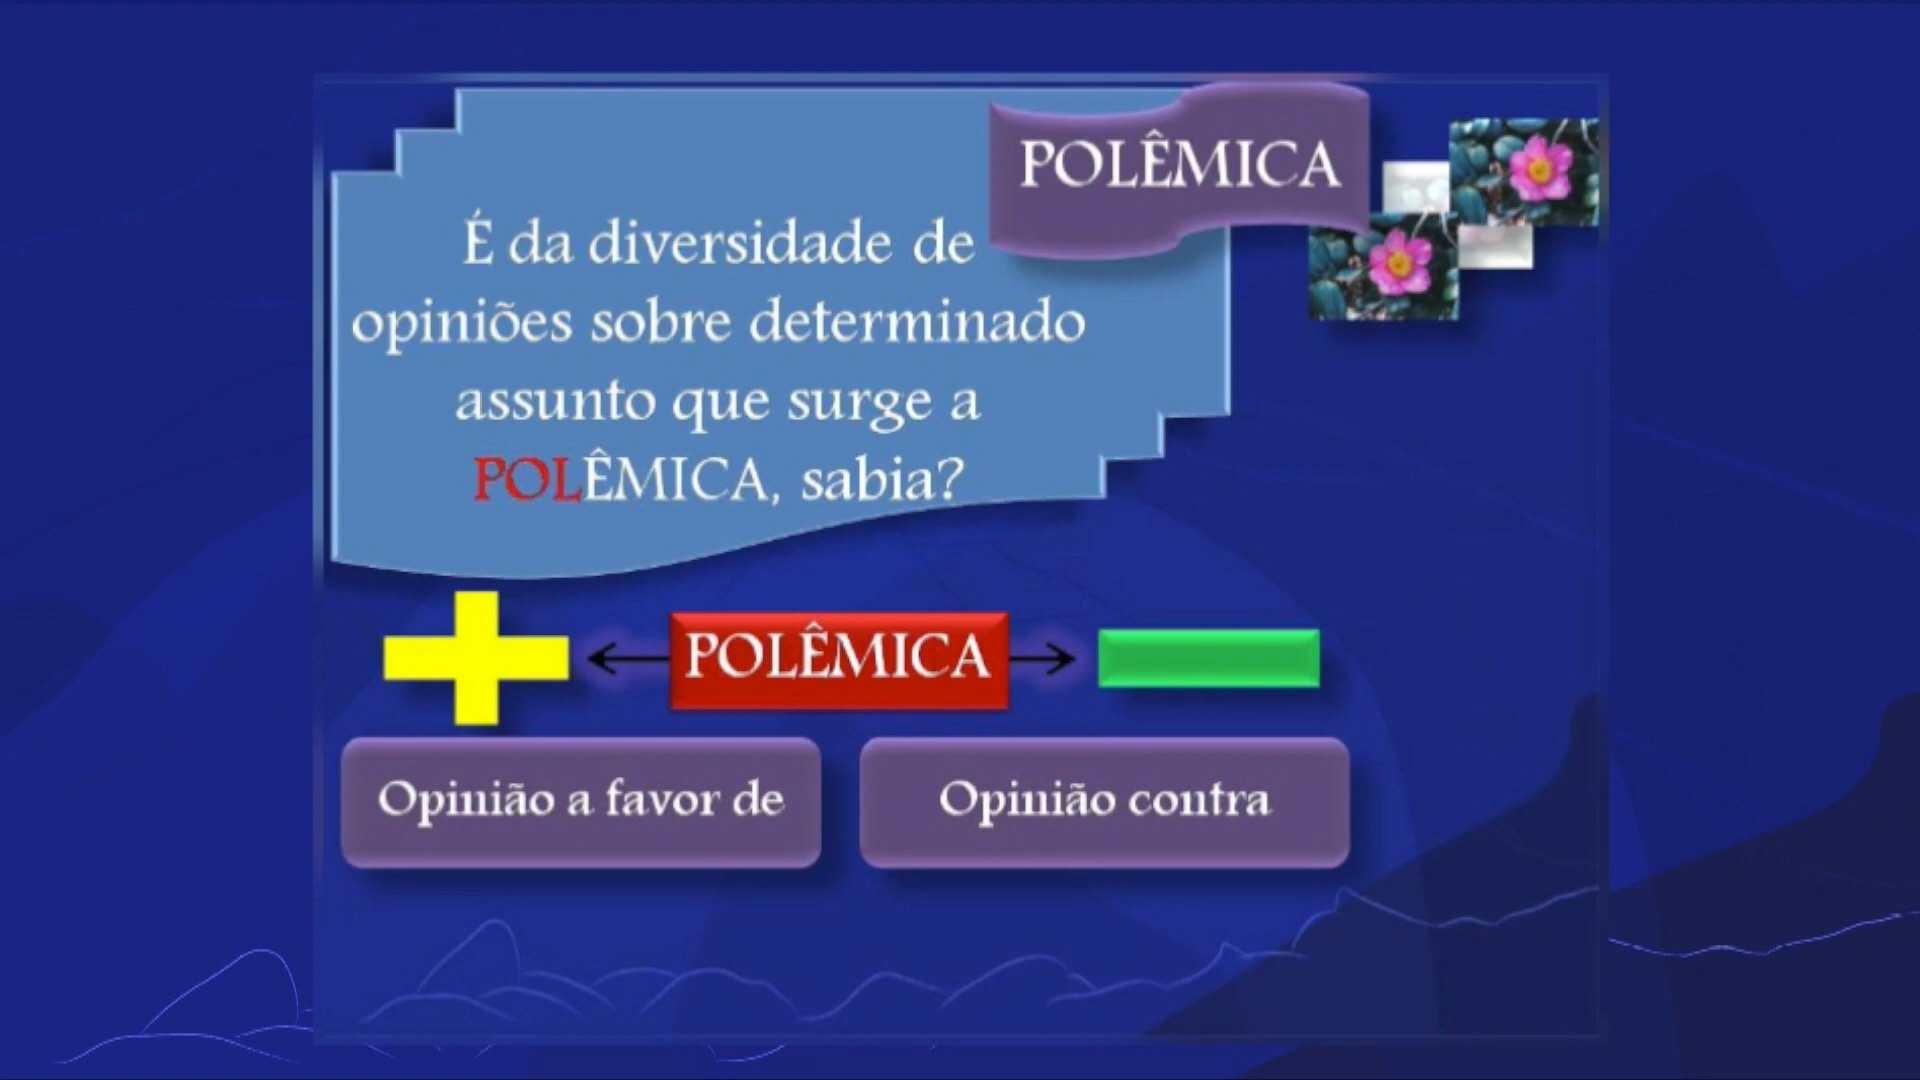 POLÊMICA
É da diversidade de
opiniões sobre determinado
assunto que surge a
POLÊMICA, sabia?
POLÊMICA
Opinião a favor de
Opinião contra